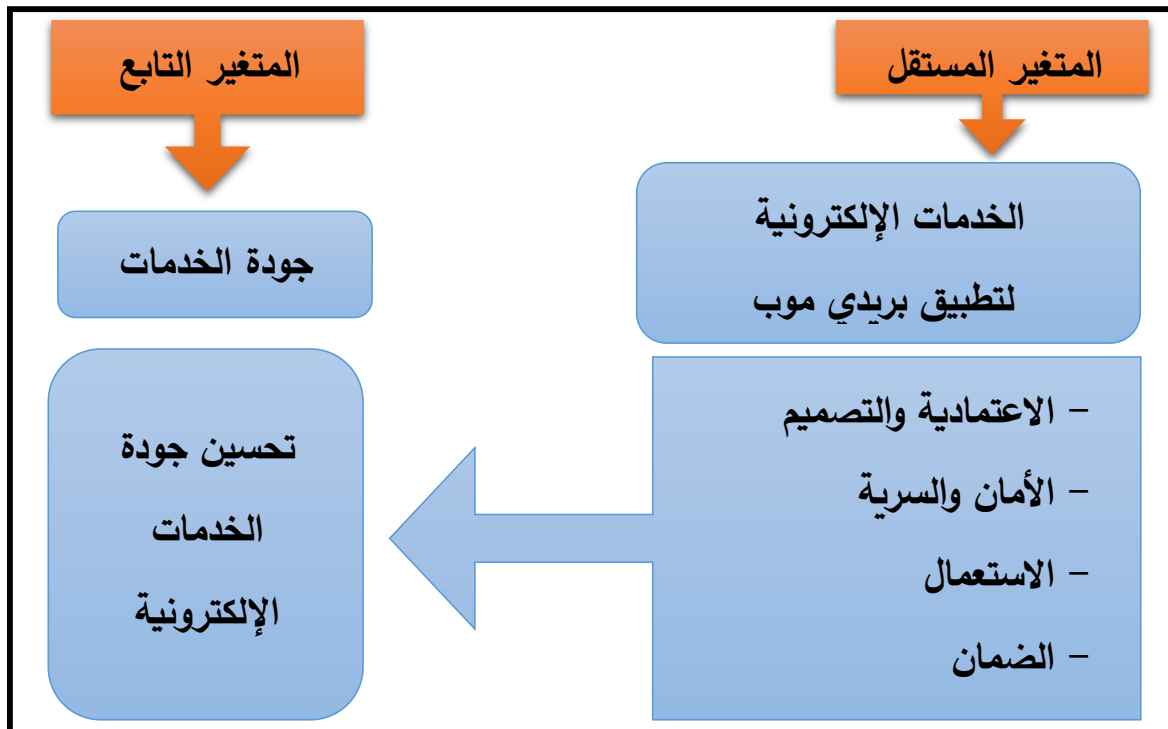 المتغير المستقل
المتغير التابع
الخدمات الإلكترونية
لتطبيق بريدي موب
جودة الخدمات
- الاعتمادية والتصميم
- الأمان والسرية
- الاستعمال
- الضمان
تحسين جودة
الخدمات
الإلكترونية